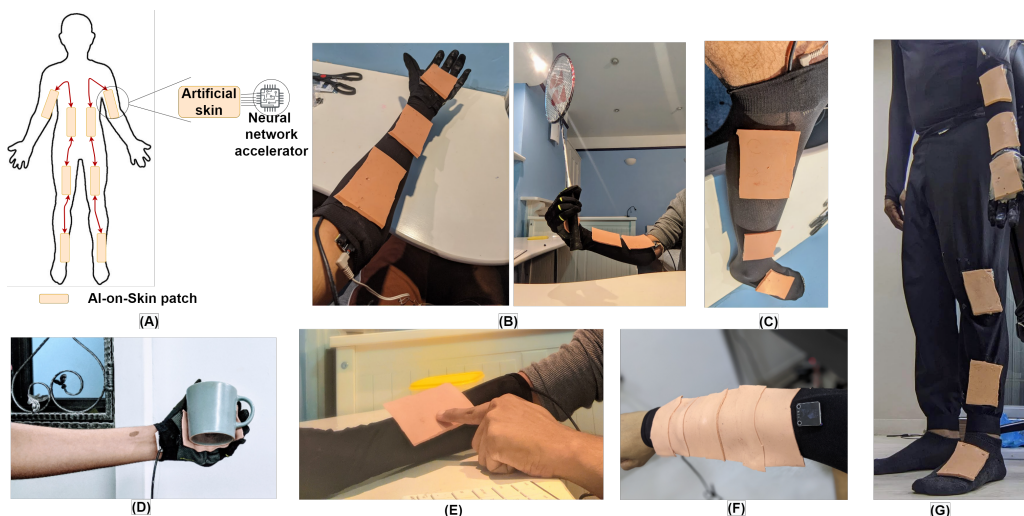 Artificial
skin
Neural
network
accelerator
AI-on-Skin patch
(A)
(B)
(C)
(D)
(E)
(F)
(G)